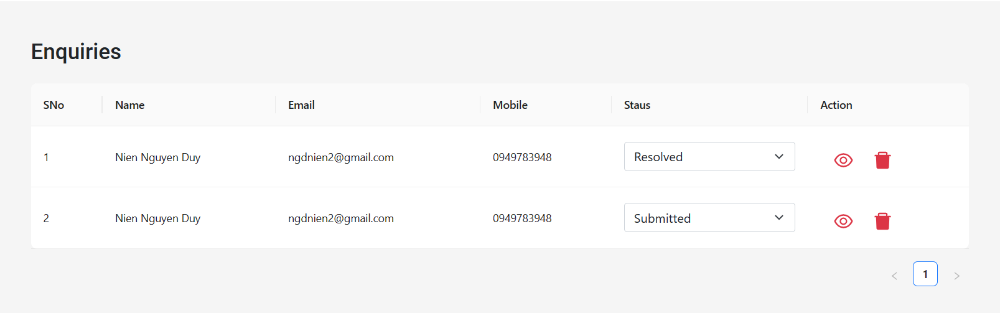 Enquiries
SNo Name Email Mobile Staus Action
1 Nien Nguyen Duy ngdnien2@gmail.com 0949783948 Resolved
2 Nien Nguyen Duy ngdnien2@gmail.com 0949783948 Submitted
1